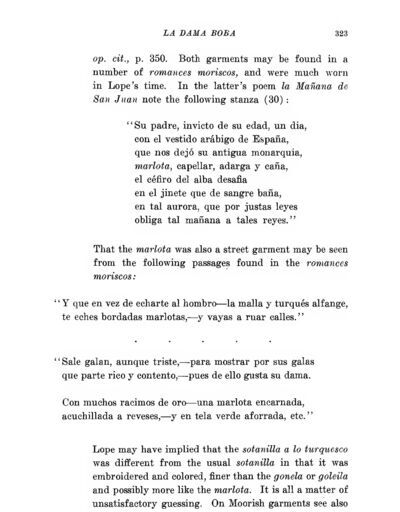 LA DAMA BOBA 323
op. cit., p. 350. Both garments may be found in a
number of romances moriscos, and were much worn
in Lope's time. In the latter's poem la Mañana de
San Juan note the following stanza (30):
"Su padre, invicto de su edad, un día,
con el vestido arábigo de España,
que nos dejó su antigua monarquia,
marlota, capellar, adarga y caña,
el céfiro del alba desafía
en el jinete que de sangre baña,
en tal aurora, que por justas leyes
obliga tal mañana a tales reyes."
That the marlota was also a street garment may be seen
from the following passages found in the romances
moriscos:
"Y que en vez de echarte al hombro—la malla y turqués alfange,
te eches bordadas marlotas,—y vayas a ruar calles."
. . . . .
"Sale galan, aunque triste,—para mostrar por sus galas
que parte rico y contento,—pues de ello gusta su dama.
Con muchos racimos de oro—una marlota encarnada,
acuchillada a reveses,—y en tela verde aforrada, etc."
Lope may have implied that the sotanilla a lo turquesco
was different from the usual sotanilla in that it was
embroidered and colored, finer than the gonela or goleila
and possibly more like the marlota. It is all a matter of
unsatisfactory guessing. On Moorish garments see also